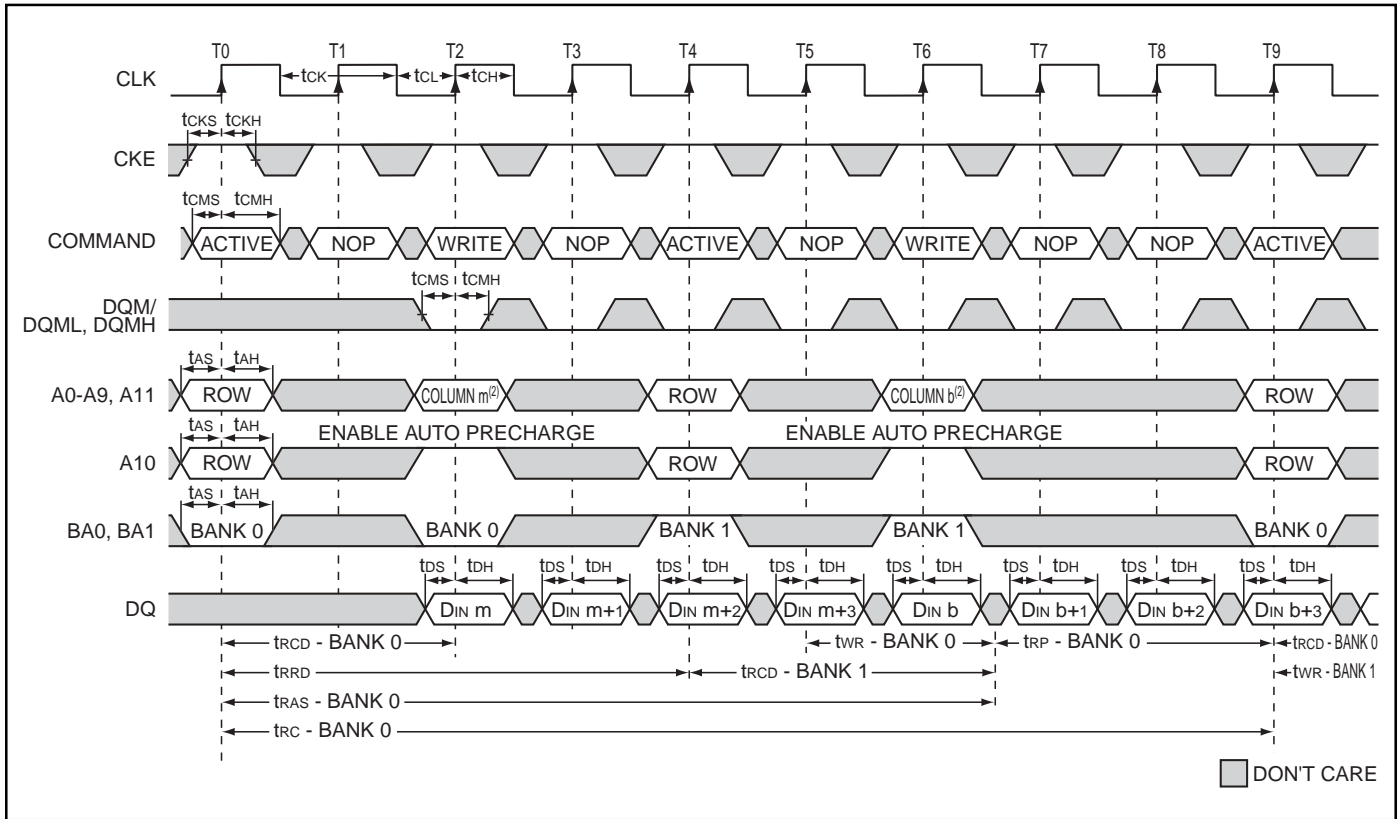 T0 T1 T2 T3 T4 T5 T6 T7 T8 T9
CLK tCK tCL tCH
tCKS tCKH
CKE
tCMS tCMH
COMMAND ACTIVE NOP WRITE NOP ACTIVE NOP WRITE NOP NOP ACTIVE
tCMS tCMH
DQM/
DQML, DQMH
tAS tAH
A0-A9, A11 ROW COLUMN m(2) ROW COLUMN b(2) ROW
tAS tAH ENABLE AUTO PRECHARGE ENABLE AUTO PRECHARGE
A10 ROW ROW ROW
tAS tAH
BA0, BA1 BANK 0 BANK 0 BANK 1 BANK 1 BANK 0
tDS tDH tDS tDH tDS tDH tDS tDH tDS tDH tDS tDH tDS tDH tDS tDH
DQ DIN m DIN m+1 DIN m+2 DIN m+3 DIN b DIN b+1 DIN b+2 DIN b+3
tRCD - BANK 0 tWR - BANK 0 tRP - BANK 0 tRCD - BANK 0
tRRD tRCD - BANK 1 tWR - BANK 1
tRAS - BANK 0
tRC - BANK 0
DON'T CARE